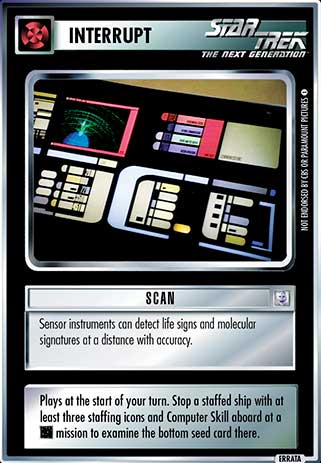 INTERRUPT
STAR TREK
THE NEXT GENERATION
NOT ENDORSED BY CBS OR PARAMOUNT PICTURES
SCAN
Sensor instruments can detect life signs and molecular
signatures at a distance with accuracy.
Plays at the start of your turn. Stop a staffed ship with at
least three staffing icons and Computer Skill aboard at a
mission to examine the bottom seed card there.
ERRATA